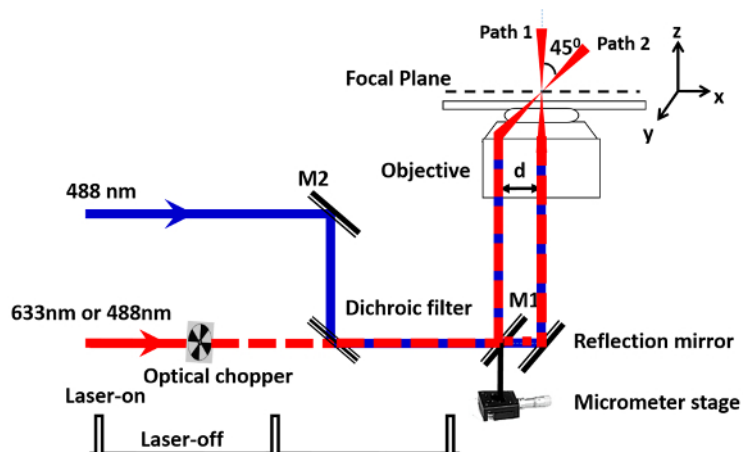 Path 1
45⁰
Path 2
z
x
y
Focal Plane
Objective
d
M2
488 nm
Dichroic filter
M1
633nm or 488nm
Optical chopper
Reflection mirror
Micrometer stage
Laser-on
Laser-off